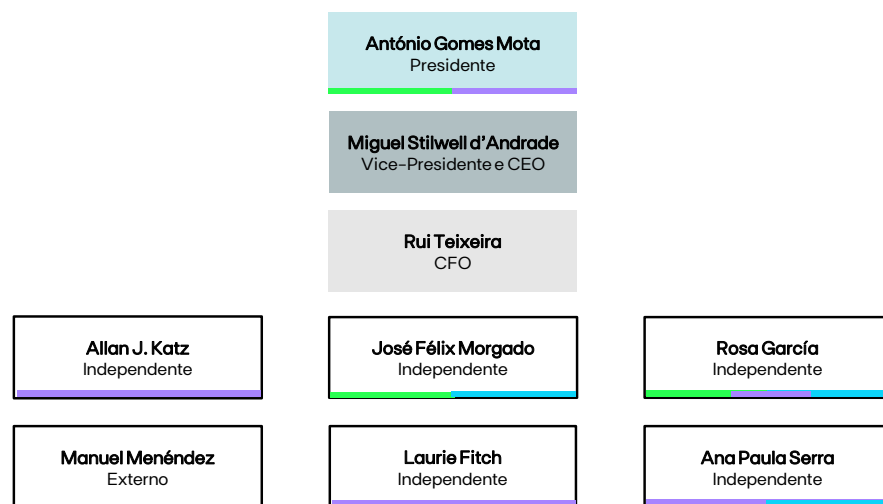 António Gomes Mota
Presidente
Miguel Stilwell d'Andrade
Vice-Presidente e CEO
Rui Teixeira
CFO
Allan J. Katz
Independente
José Félix Morgado
Independente
Rosa García
Independente
Manuel Menéndez
Externo
Laurie Fitch
Independente
Ana Paula Serra
Independente